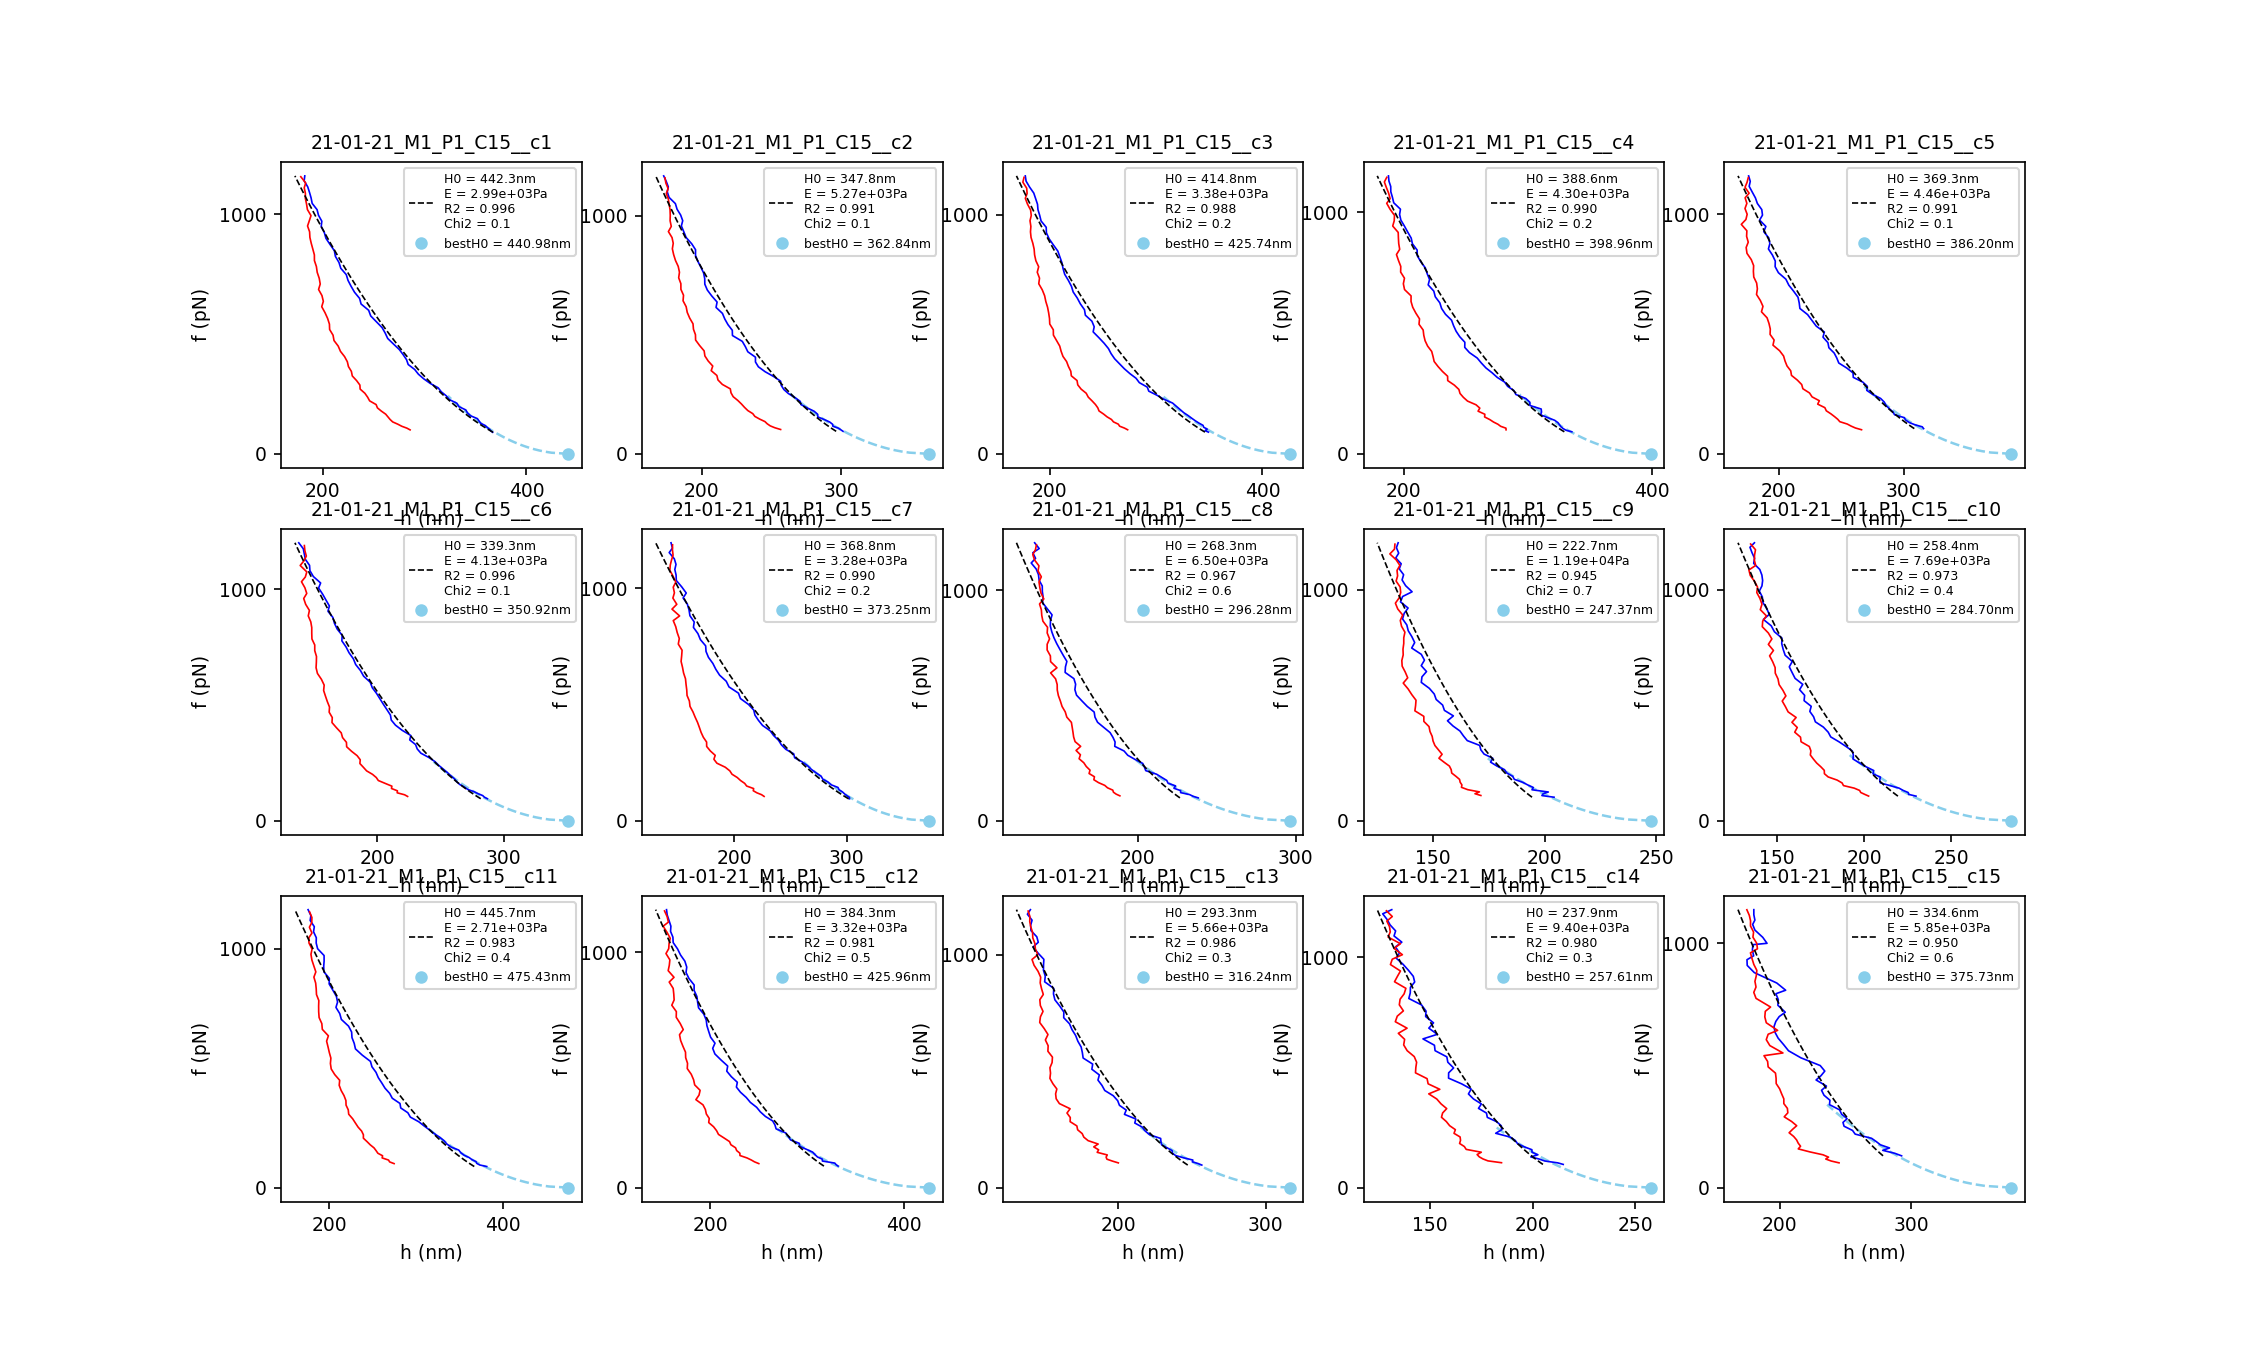 21-01-21_M1_P1_C15__c1
H0 = 442.3nm
E = 2.99e+03Pa
R2 = 0.996
Chi2 = 0.1
bestH0 = 440.98nm
f (pN)
1000
0
200 400
h (nm)
21-01-21_M1_P1_C15__c2
H0 = 347.8nm
E = 5.27e+03Pa
R2 = 0.991
Chi2 = 0.1
bestH0 = 362.84nm
f (pN)
1000
0
200 300
h (nm)
21-01-21_M1_P1_C15__c3
H0 = 414.8nm
E = 3.38e+03Pa
R2 = 0.988
Chi2 = 0.2
bestH0 = 425.74nm
f (pN)
1000
0
200 400
h (nm)
21-01-21_M1_P1_C15__c4
H0 = 388.6nm
E = 4.30e+03Pa
R2 = 0.990
Chi2 = 0.2
bestH0 = 398.96nm
f (pN)
1000
0
200 400
h (nm)
21-01-21_M1_P1_C15__c5
H0 = 369.3nm
E = 4.46e+03Pa
R2 = 0.991
Chi2 = 0.1
bestH0 = 386.20nm
f (pN)
1000
0
200 300
h (nm)
21-01-21_M1_P1_C15__c6
H0 = 339.3nm
E = 4.13e+03Pa
R2 = 0.996
Chi2 = 0.1
bestH0 = 350.92nm
f (pN)
1000
0
200 300
h (nm)
21-01-21_M1_P1_C15__c7
H0 = 368.8nm
E = 3.28e+03Pa
R2 = 0.990
Chi2 = 0.2
bestH0 = 373.25nm
f (pN)
1000
0
200 300
h (nm)
21-01-21_M1_P1_C15__c8
H0 = 268.3nm
E = 6.50e+03Pa
R2 = 0.967
Chi2 = 0.6
bestH0 = 296.28nm
f (pN)
1000
0
200 300
h (nm)
21-01-21_M1_P1_C15__c9
H0 = 222.7nm
E = 1.19e+04Pa
R2 = 0.945
Chi2 = 0.7
bestH0 = 247.37nm
f (pN)
1000
0
150 200 250
h (nm)
21-01-21_M1_P1_C15__c10
H0 = 258.4nm
E = 7.69e+03Pa
R2 = 0.973
Chi2 = 0.4
bestH0 = 284.70nm
f (pN)
1000
0
150 200 250
h (nm)
21-01-21_M1_P1_C15__c11
H0 = 445.7nm
E = 2.71e+03Pa
R2 = 0.983
Chi2 = 0.4
bestH0 = 475.43nm
f (pN)
1000
0
200 400
h (nm)
21-01-21_M1_P1_C15__c12
H0 = 384.3nm
E = 3.32e+03Pa
R2 = 0.981
Chi2 = 0.5
bestH0 = 425.96nm
f (pN)
1000
0
200 400
h (nm)
21-01-21_M1_P1_C15__c13
H0 = 293.3nm
E = 5.66e+03Pa
R2 = 0.986
Chi2 = 0.3
bestH0 = 316.24nm
f (pN)
1000
0
200 300
h (nm)
21-01-21_M1_P1_C15__c14
H0 = 237.9nm
E = 9.40e+03Pa
R2 = 0.980
Chi2 = 0.3
bestH0 = 257.61nm
f (pN)
1000
0
150 200 250
h (nm)
21-01-21_M1_P1_C15__c15
H0 = 334.6nm
E = 5.85e+03Pa
R2 = 0.950
Chi2 = 0.6
bestH0 = 375.73nm
f (pN)
1000
0
200 300
h (nm)